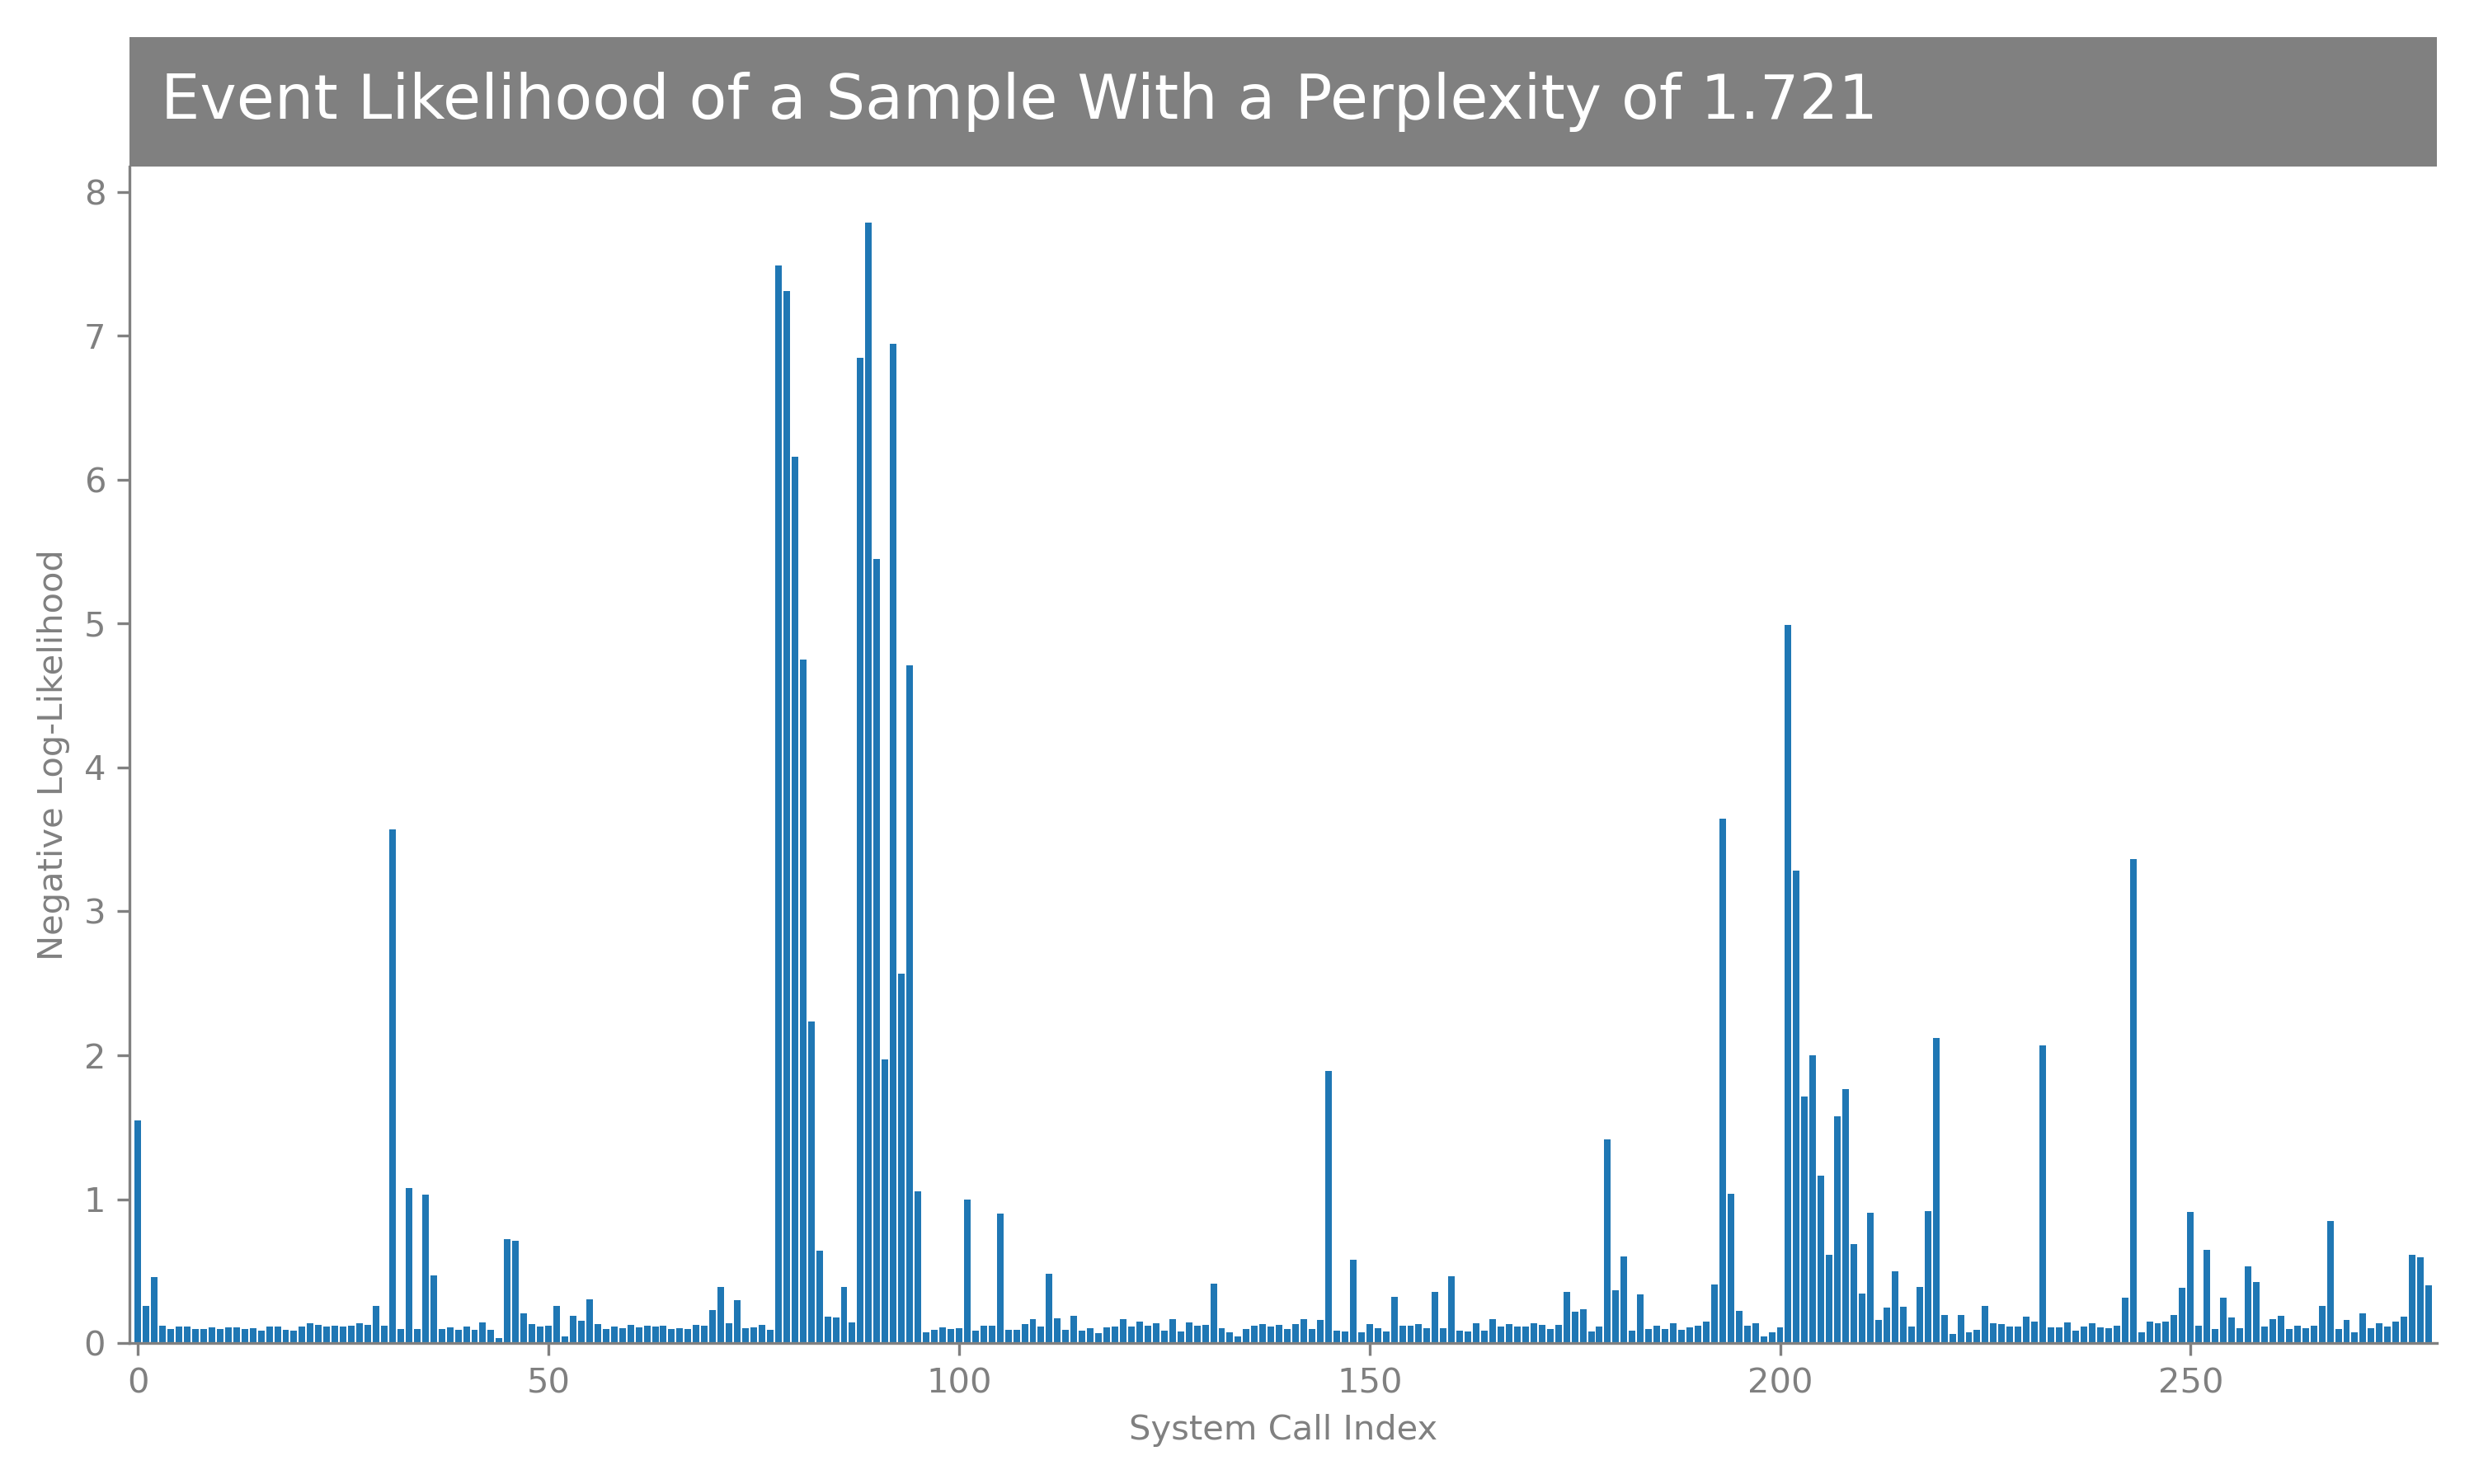 Event Likelihood of a Sample With a Perplexity of 1.721
8
7
6
5
4
3
2
1
0
Negative Log-Likelihood
0 50 100 150 200 250
System Call Index